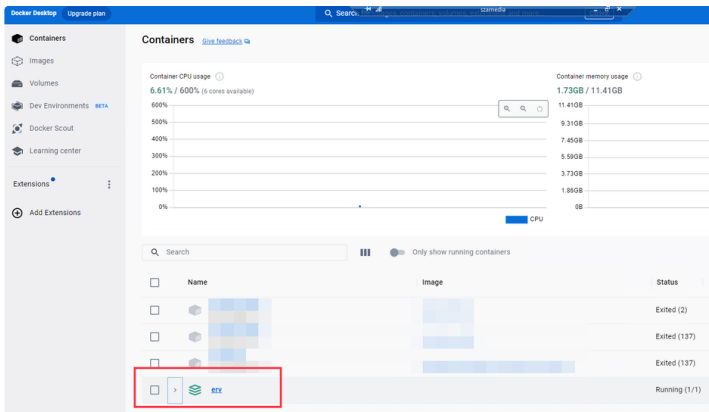 Docker Desktop Upgrade plan
Search
Containers
Images
Volumes
Dev Environments BETA
Docker Scout
Learning center
Extensions
Add Extensions
Containers Give feedback
Container CPU usage
6.61% / 600% (6 cores available)
600%
500%
400%
300%
200%
100%
0%
CPU
Container memory usage
1.73GB / 11.41GB
11.41GB
9.31GB
7.45GB
5.59GB
3.73GB
1.86GB
0B
Search
Only show running containers
Name Image Status
Exited (2)
Exited (137)
Exited (137)
erv Running (1/1)